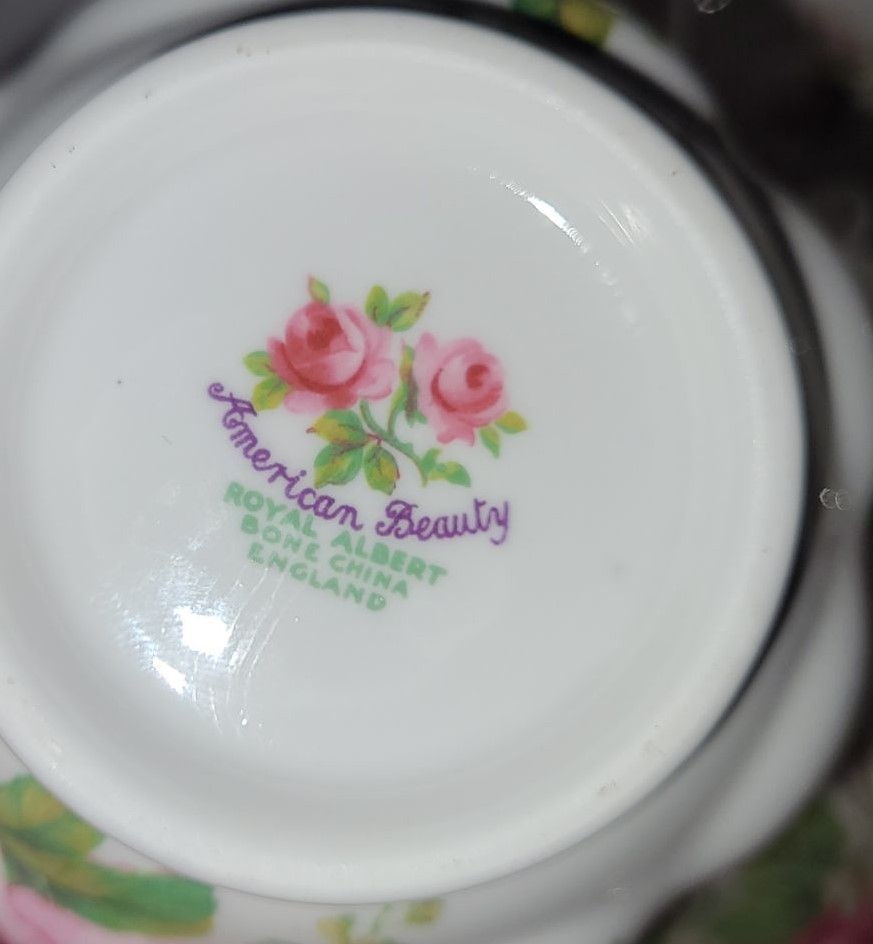 American Beauty
ROYAL ALBERT
BONE CHINA
ENGLAND